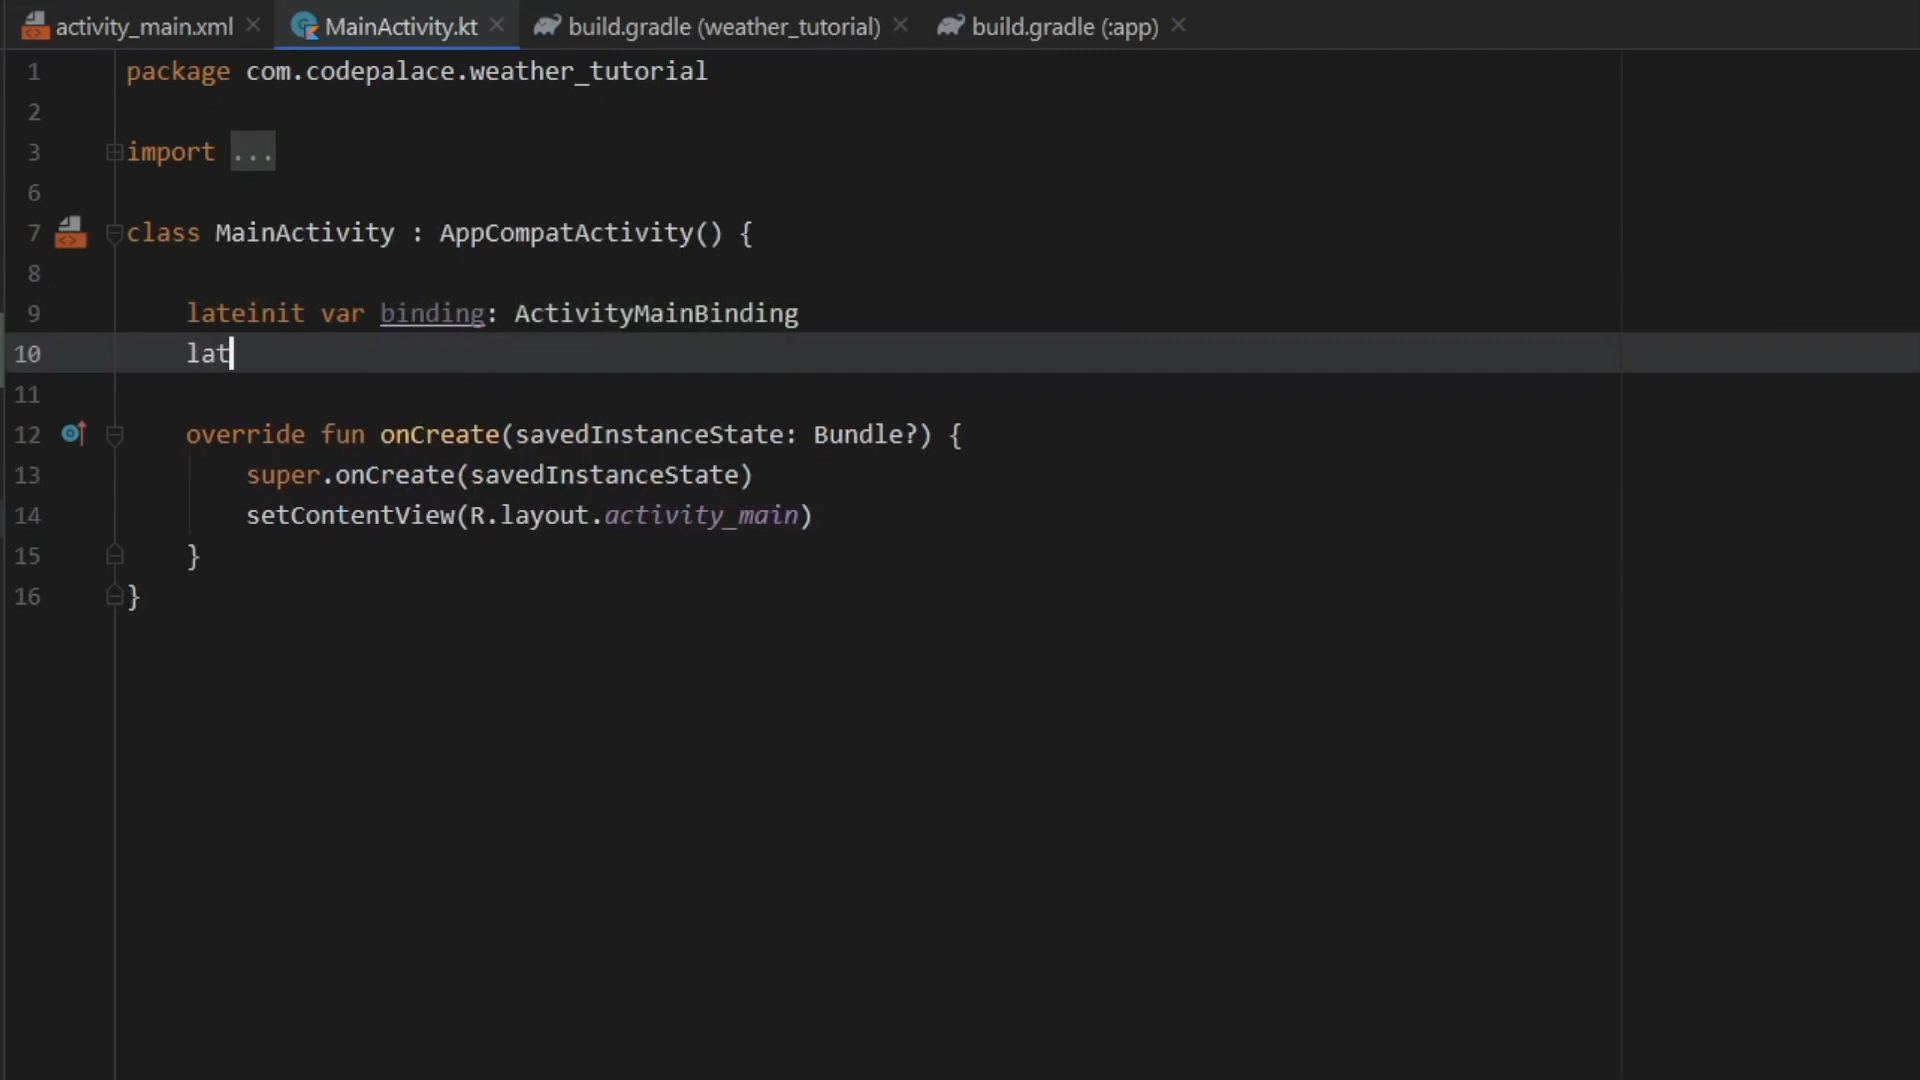 activity_main.xml MainActivity.kt build.gradle (weather_tutorial) build.gradle (:app)
1 package com.codepalace.weather_tutorial
2
3 import ...
6
7 class MainActivity : AppCompatActivity() {
8
9 lateinit var binding: ActivityMainBinding
10 lat
11
12 override fun onCreate(savedInstanceState: Bundle?) {
13 super.onCreate(savedInstanceState)
14 setContentView(R.layout.activity_main)
15 }
16 }